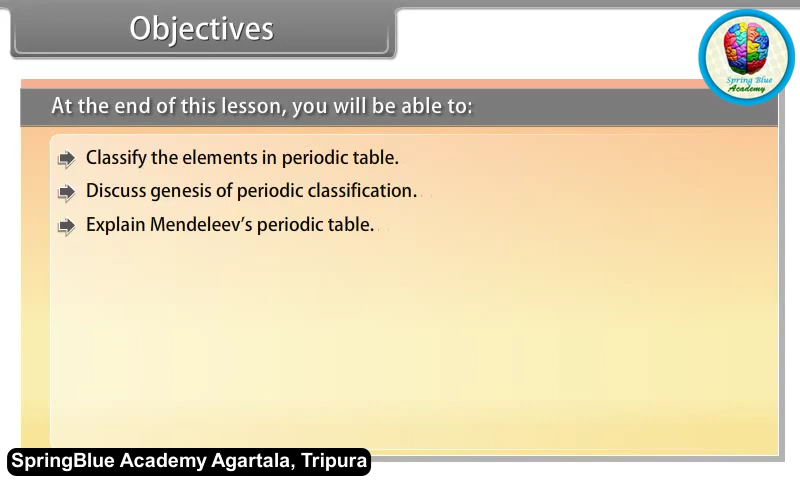 Objectives
Spring Blue
Academy
At the end of this lesson, you will be able to:
Classify the elements in periodic table.
Discuss genesis of periodic classification.
Explain Mendeleev's periodic table.
SpringBlue Academy Agartala, Tripura